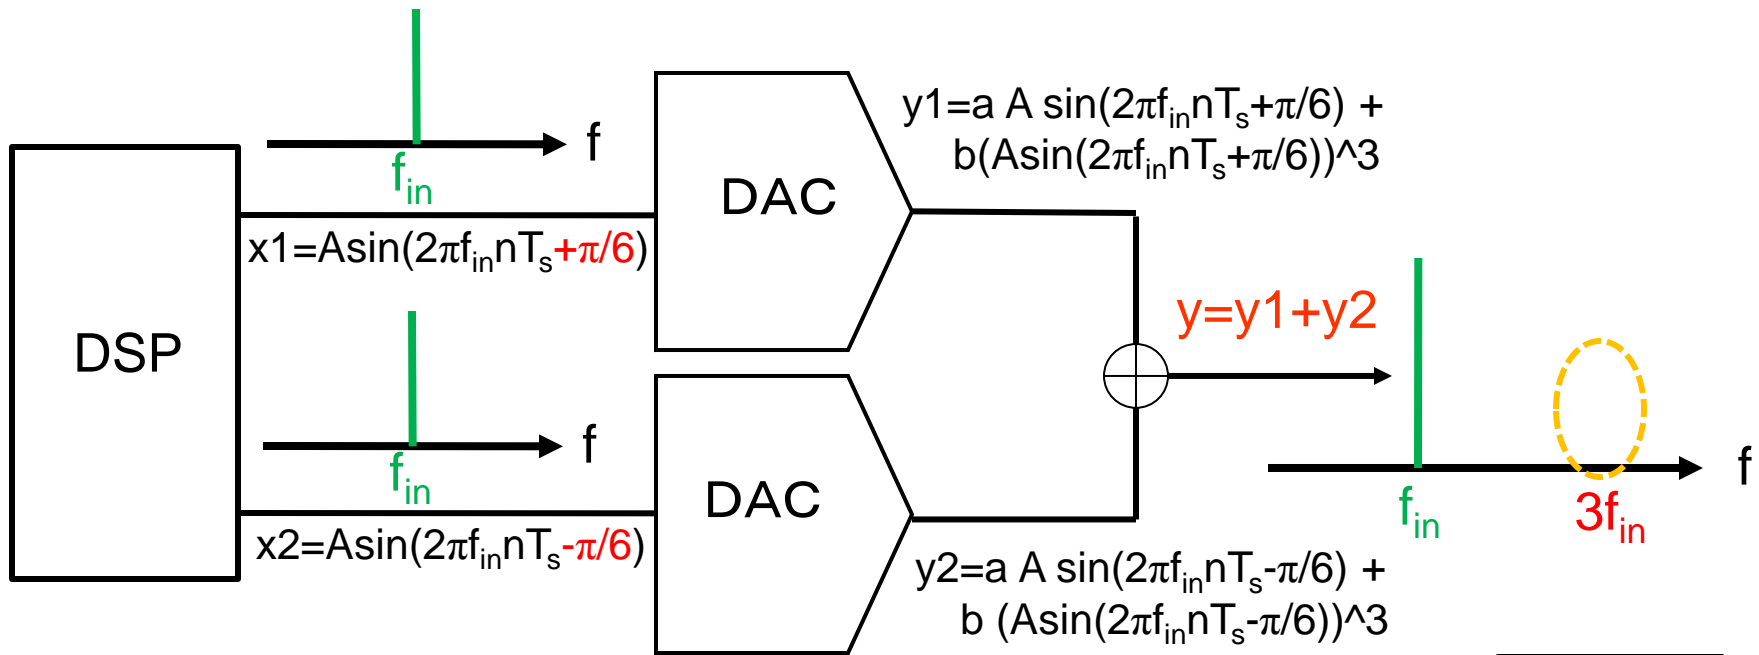 f
f_in
y1=a A sin(2πf_in nT_s+π/6) +
b(Asin(2πf_in nT_s+π/6))^3
DAC
x1=Asin(2πf_in nT_s+π/6)
DSP
y=y1+y2
f
f_in
DAC
f
f_in
3f_in
x2=Asin(2πf_in nT_s-π/6)
y2=a A sin(2πf_in nT_s-π/6) +
b (Asin(2πf_in nT_s-π/6))^3